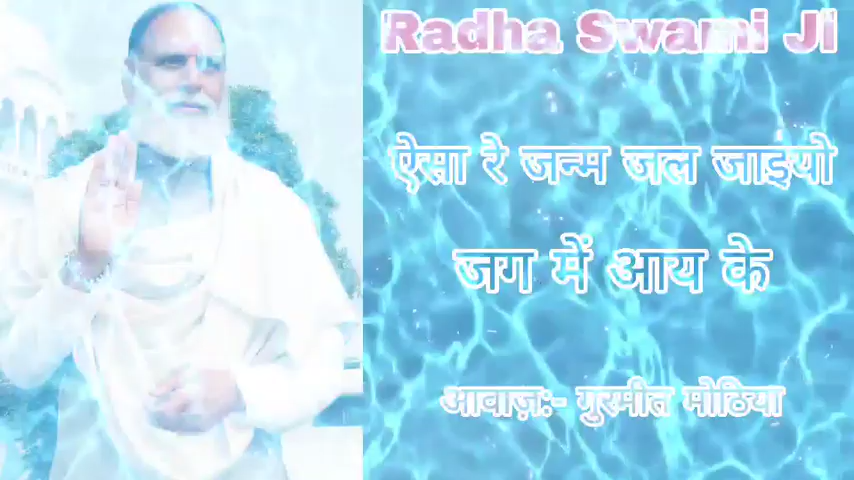 Radha Swami Ji
ऐसा रे जन्म जल जाइयो
जग में आय के
आवाज़:- गुरमीत मोठिया